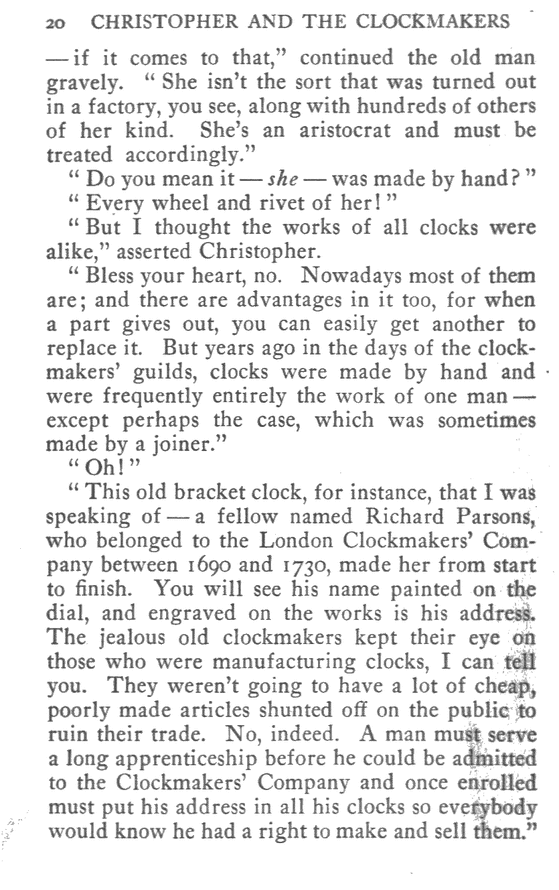 20 CHRISTOPHER AND THE CLOCKMAKERS
— if it comes to that,” continued the old man
gravely. “ She isn’t the sort that was turned out
in a factory, you see, along with hundreds of others
of her kind. She’s an aristocrat and must be
treated accordingly.”
“ Do you mean it — she — was made by hand? ”
“ Every wheel and rivet of her! ”
“ But I thought the works of all clocks were
alike,” asserted Christopher.
“ Bless your heart, no. Nowadays most of them
are; and there are advantages in it too, for when
a part gives out, you can easily get another to
replace it. But years ago in the days of the clock-
makers’ guilds, clocks were made by hand and
were frequently entirely the work of one man —
except perhaps the case, which was sometimes
made by a joiner.”
“ Oh! ”
“ This old bracket clock, for instance, that I was
speaking of — a fellow named Richard Parsons,
who belonged to the London Clockmakers’ Com-
pany between 1690 and 1730, made her from start
to finish. You will see his name painted on the
dial, and engraved on the works is his address.
The jealous old clockmakers kept their eye on
those who were manufacturing clocks, I can tell
you. They weren’t going to have a lot of cheap,
poorly made articles shunted off on the public to
ruin their trade. No, indeed. A man must serve
a long apprenticeship before he could be admitted
to the Clockmakers’ Company and once enrolled
must put his address in all his clocks so everybody
would know he had a right to make and sell them.”